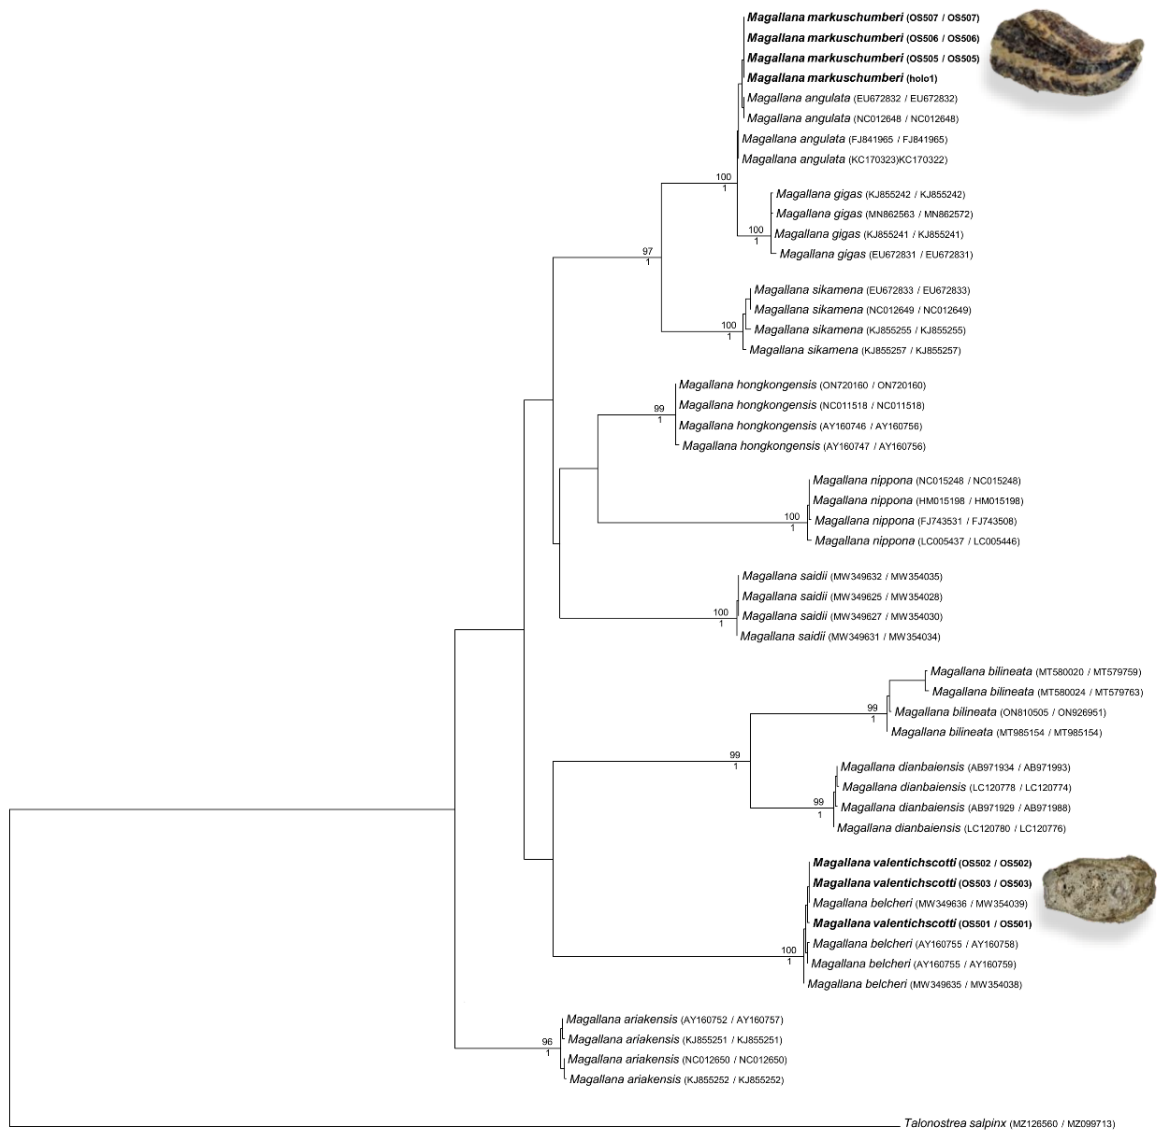 Magallana markuschumberi (OS507 / OS507)
Magallana markuschumberi (OS506 / OS506)
Magallana markuschumberi (OS505 / OS505)
Magallana markuschumberi (holo1)
Magallana angulata (EU672832 / EU672832)
Magallana angulata (NC012648 / NC012648)
Magallana angulata (FJ841965 / FJ841965)
Magallana angulata (KC170323)KC170322)
100
1
Magallana gigas (KJ855242 / KJ855242)
Magallana gigas (MN862563 / MN862572)
100
1
Magallana gigas (KJ855241 / KJ855241)
Magallana gigas (EU672831 / EU672831)
97
1
Magallana sikamena (EU672833 / EU672833)
Magallana sikamena (NC012649 / NC012649)
100
1
Magallana sikamena (KJ855255 / KJ855255)
Magallana sikamena (KJ855257 / KJ855257)
Magallana hongkongensis (ON720160 / ON720160)
99
1
Magallana hongkongensis (NC011518 / NC011518)
Magallana hongkongensis (AY160746 / AY160756)
Magallana hongkongensis (AY160747 / AY160756)
Magallana nippona (NC015248 / NC015248)
Magallana nippona (HM015198 / HM015198)
100
1
Magallana nippona (FJ743531 / FJ743508)
Magallana nippona (LC005437 / LC005446)
Magallana saidii (MW349632 / MW354035)
Magallana saidii (MW349625 / MW354028)
100
1
Magallana saidii (MW349627 / MW354030)
Magallana saidii (MW349631 / MW354034)
Magallana bilineata (MT580020 / MT579759)
Magallana bilineata (MT580024 / MT579763)
99
1
Magallana bilineata (ON810505 / ON926951)
Magallana bilineata (MT985154 / MT985154)
99
1
Magallana dianbaiensis (AB971934 / AB971993)
Magallana dianbaiensis (LC120778 / LC120774)
99
1
Magallana dianbaiensis (AB971929 / AB971988)
Magallana dianbaiensis (LC120780 / LC120776)
Magallana valentichscotti (OS502 / OS502)
Magallana valentichscotti (OS503 / OS503)
Magallana belcheri (MW349636 / MW354039)
Magallana valentichscotti (OS501 / OS501)
Magallana belcheri (AY160755 / AY160758)
100
1
Magallana belcheri (AY160755 / AY160759)
Magallana belcheri (MW349635 / MW354038)
Magallana ariakensis (AY160752 / AY160757)
96
1
Magallana ariakensis (KJ855251 / KJ855251)
Magallana ariakensis (NC012650 / NC012650)
Magallana ariakensis (KJ855252 / KJ855252)
Talonostrea salpinx (MZ126560 / MZ099713)